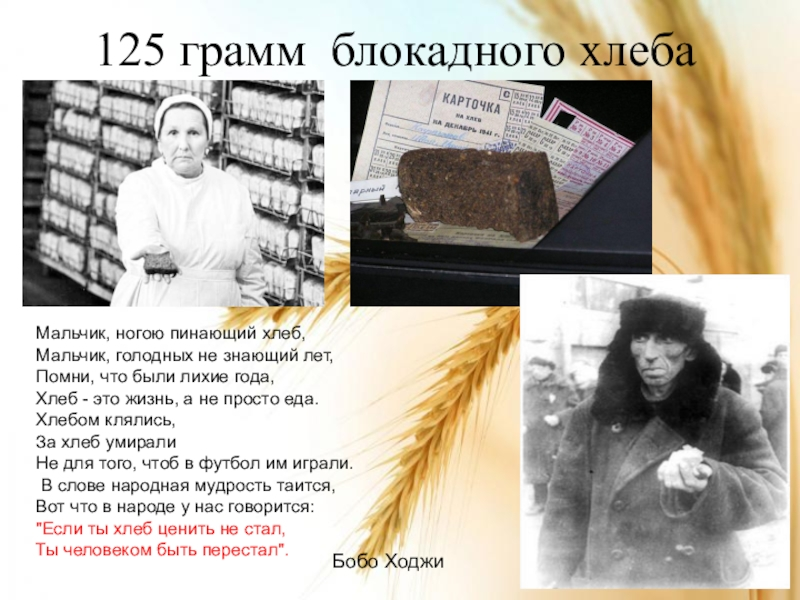 125 грамм  блокадного хлеба
КАРТОЧКА
НА ХЛЕБ
НА ДЕКАБРЬ 1941 г.
Мальчик, ногою пинающий хлеб,
Мальчик, голодных не знающий лет,
Помни, что были лихие года,
Хлеб - это жизнь, а не просто еда.
Хлебом клялись,
За хлеб умирали
Не для того, чтоб в футбол им играли.
В слове народная мудрость таится,
Вот что в народе у нас говорится:
"Если ты хлеб ценить не стал,
Ты человеком быть перестал".
Бобо Ходжи